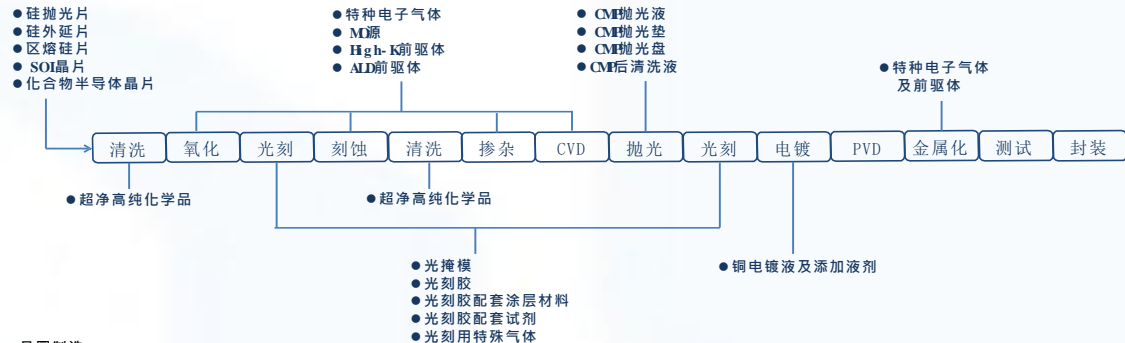 ●硅抛光片
●硅外延片
●区熔硅片
●SOI晶片
●化合物半导体晶片
●特种电子气体
●MO源
●High-K前驱体
●ALD前驱体
●CMP抛光液
●CMP抛光垫
●CMP抛光盘
●CMP后清洗液
●特种电子气体
及前驱体
清洗 氧化 光刻 刻蚀 清洗 掺杂 CVD 抛光 光刻 电镀 PVD 金属化 测试 封装
●超净高纯化学品
●超净高纯化学品
●光掩模
●光刻胶
●光刻胶配套涂层材料
●光刻胶配套试剂
●光刻用特殊气体
●铜电镀液及添加液剂